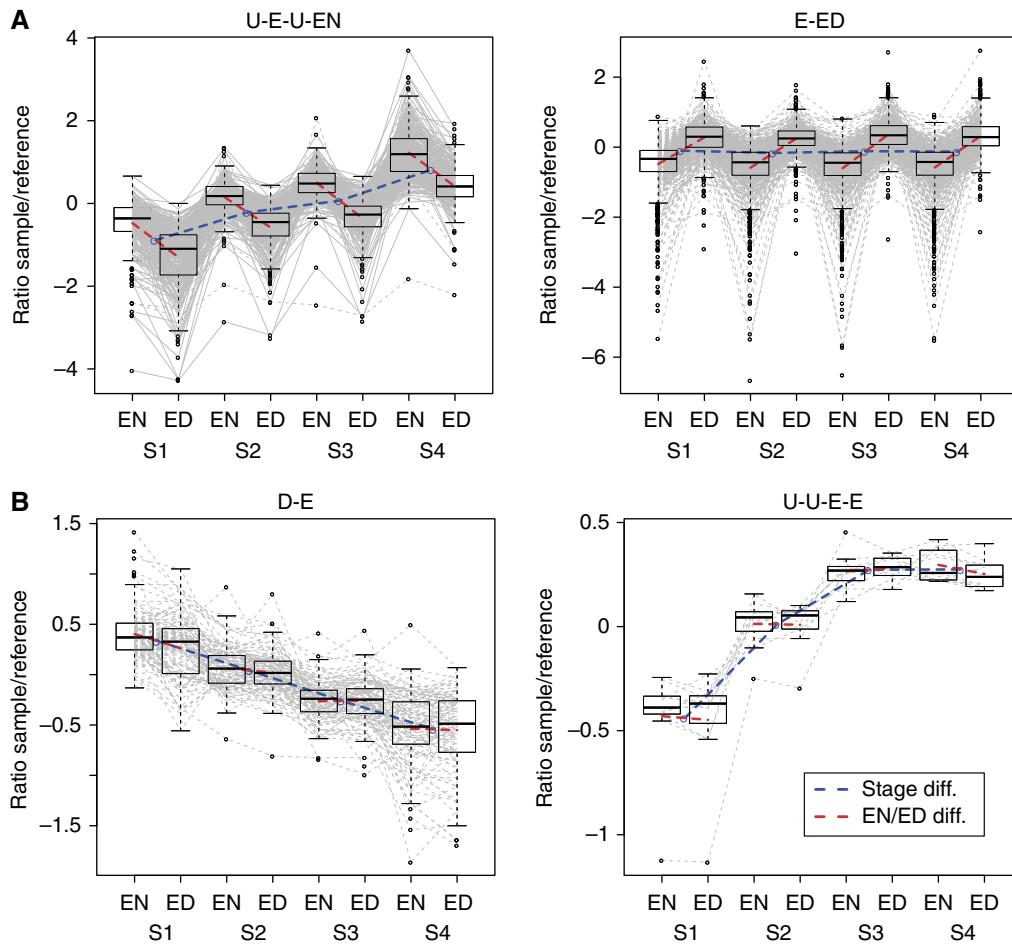 A
U-E-U-EN
E-ED
Ratio sample/reference
4
2
0
−2
−4
EN ED EN ED EN ED EN ED
S1 S2 S3 S4
Ratio sample/reference
2
0
−2
−4
−6
EN ED EN ED EN ED EN ED
S1 S2 S3 S4
B
D-E
U-U-E-E
Ratio sample/reference
1.5
0.5
−0.5
−1.5
EN ED EN ED EN ED EN ED
S1 S2 S3 S4
Ratio sample/reference
0.5
0
−0.5
−1
Stage diff.
EN/ED diff.
EN ED EN ED EN ED EN ED
S1 S2 S3 S4